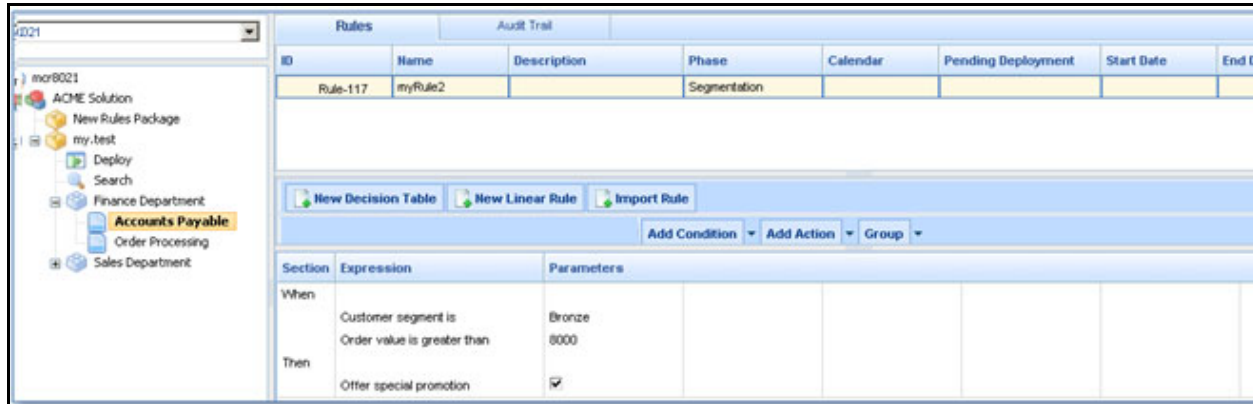 Rules Audit Trail
ID Name Description Phase Calendar Pending Deployment Start Date End
Rule-117 myRule2 Segmentation
mcr8021
ACME Solution
New Rules Package
my.test
Deploy
Search
Finance Department
Accounts Payable
Order Processing
Sales Department
New Decision Table New Linear Rule Import Rule
Add Condition Add Action Group
Section Expression Parameters
When
Customer segment is Bronze
Order value is greater than 8000
Then
Offer special promotion